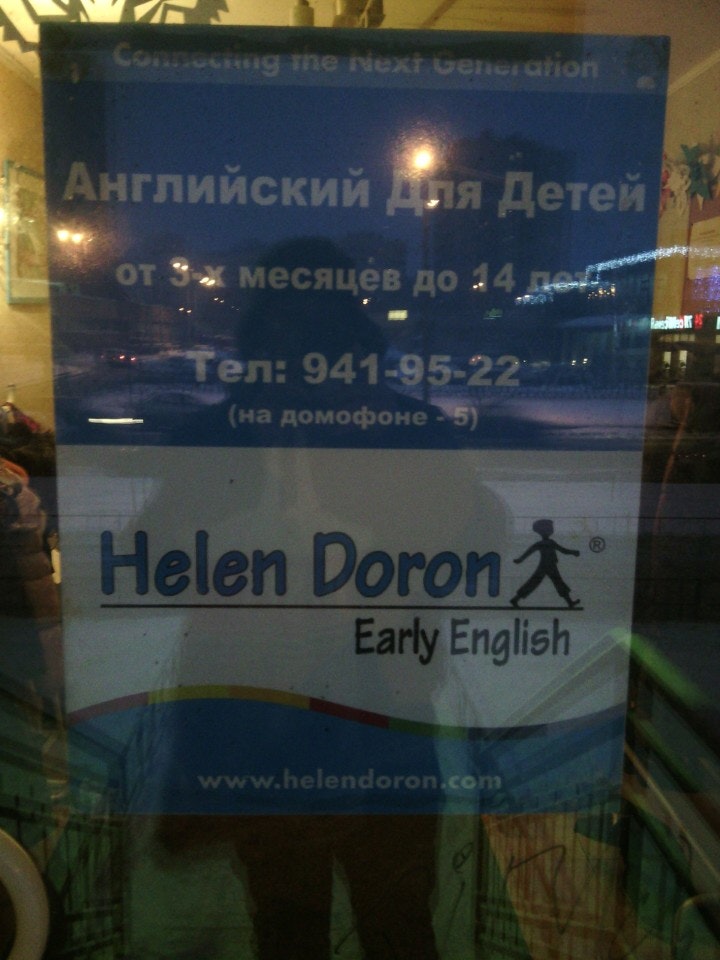 Connecting the Next Generation
Английский Для Детей
от 3-х месяцев до 14 лет
Тел: 941-95-22
(на домофоне - 5)
Helen Doron ®
Early English
www.helendoron.com